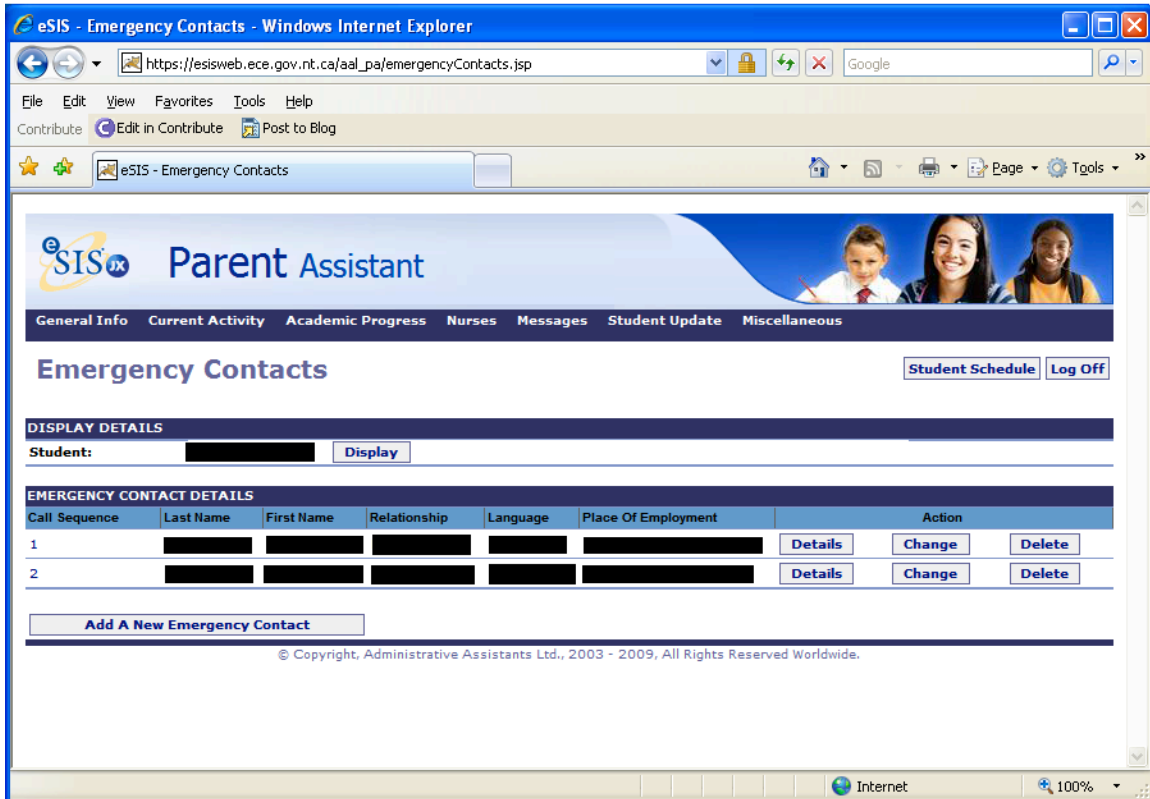 eSIS - Emergency Contacts - Windows Internet Explorer
https://esisweb.ece.gov.nt.ca/aal_pa/emergencyContacts.jsp Google
File Edit View Favorites Tools Help
Contribute Edit in Contribute Post to Blog
eSIS - Emergency Contacts Page Tools »
eSIS JX Parent Assistant
General Info Current Activity Academic Progress Nurses Messages Student Update Miscellaneous
Emergency Contacts Student Schedule Log Off
DISPLAY DETAILS
Student: Display
EMERGENCY CONTACT DETAILS
Call Sequence Last Name First Name Relationship Language Place Of Employment Action
1 Details Change Delete
2 Details Change Delete
Add A New Emergency Contact
© Copyright, Administrative Assistants Ltd., 2003 - 2009, All Rights Reserved Worldwide.
Internet 100%